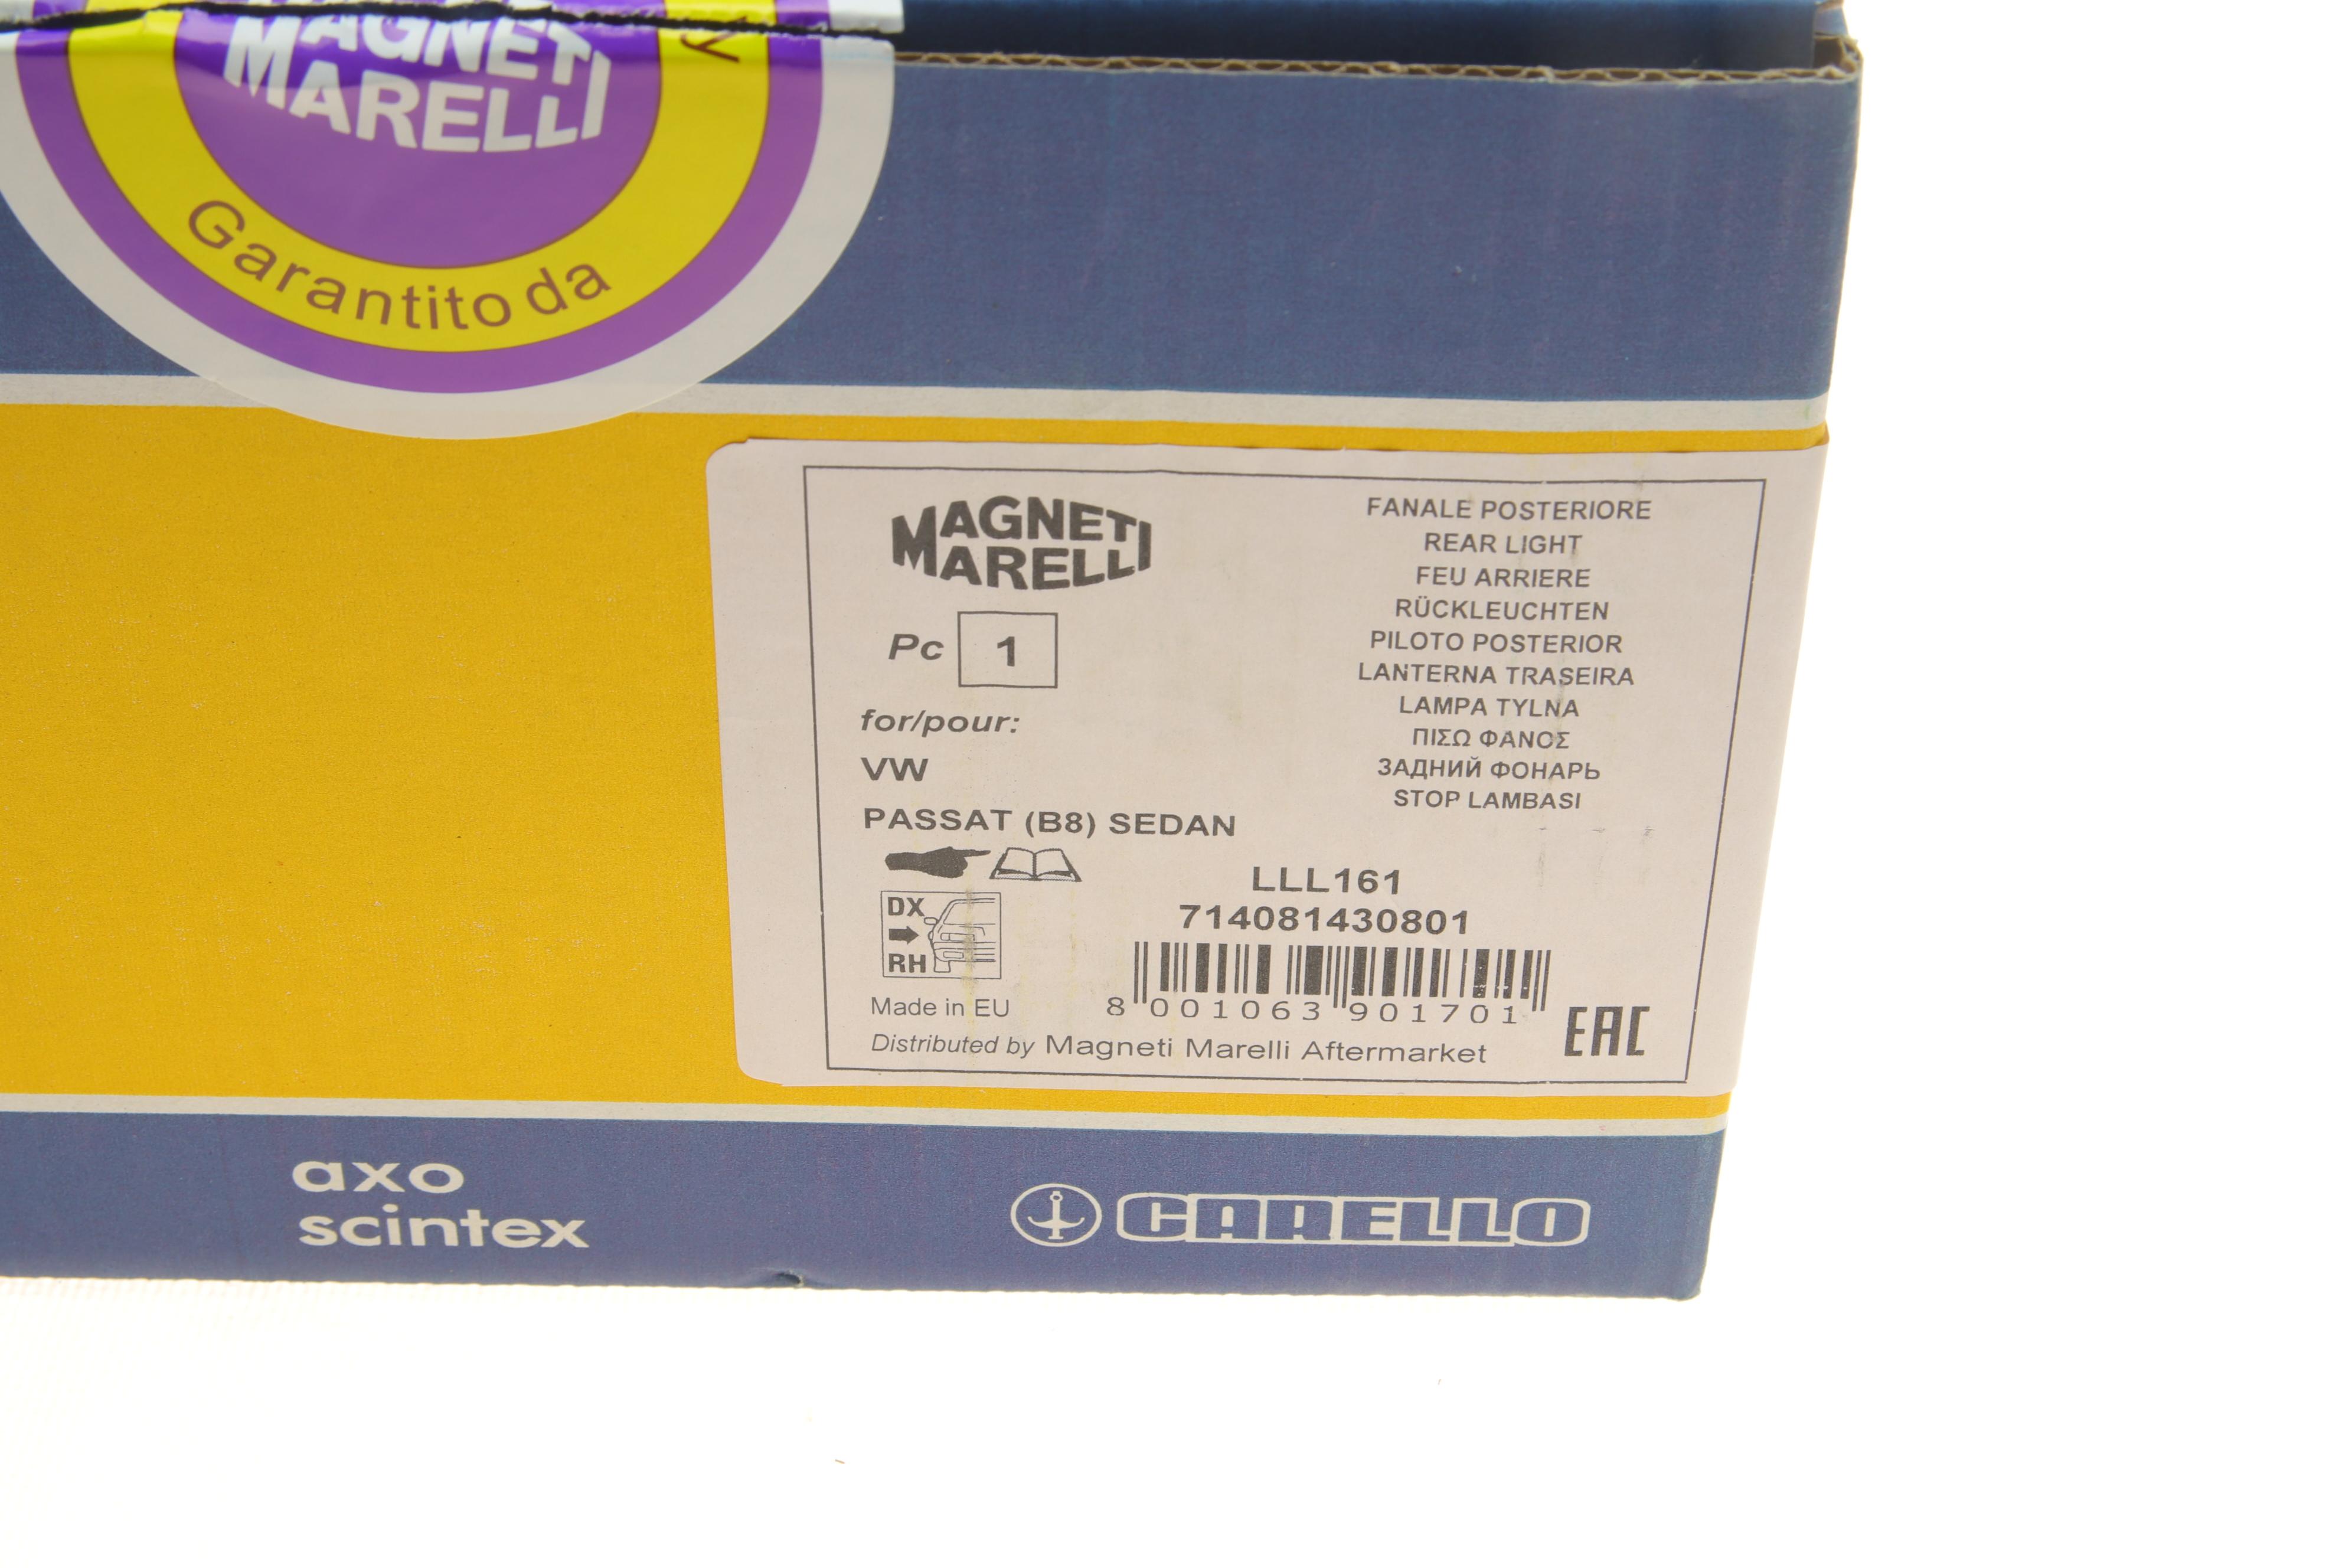 MAGNETI
MARELLI
y
Garantito da
MAGNETI
MARELLI
Pc 1
for/pour:
VW
PASSAT (B8) SEDAN
DX
RH
Made in EU
Distributed by Magneti Marelli Aftermarket
FANALE POSTERIORE
REAR LIGHT
FEU ARRIERE
RÜCKLEUCHTEN
PILOTO POSTERIOR
LANTERNA TRASEIRA
LAMPA TYLNA
ΠΙΣΩ ΦΑΝΟΣ
ЗАДНИЙ ФОНАРЬ
STOP LAMBASI
LLL161
714081430801
8 001063 901701
EAC
axo
scintex
CARELLO